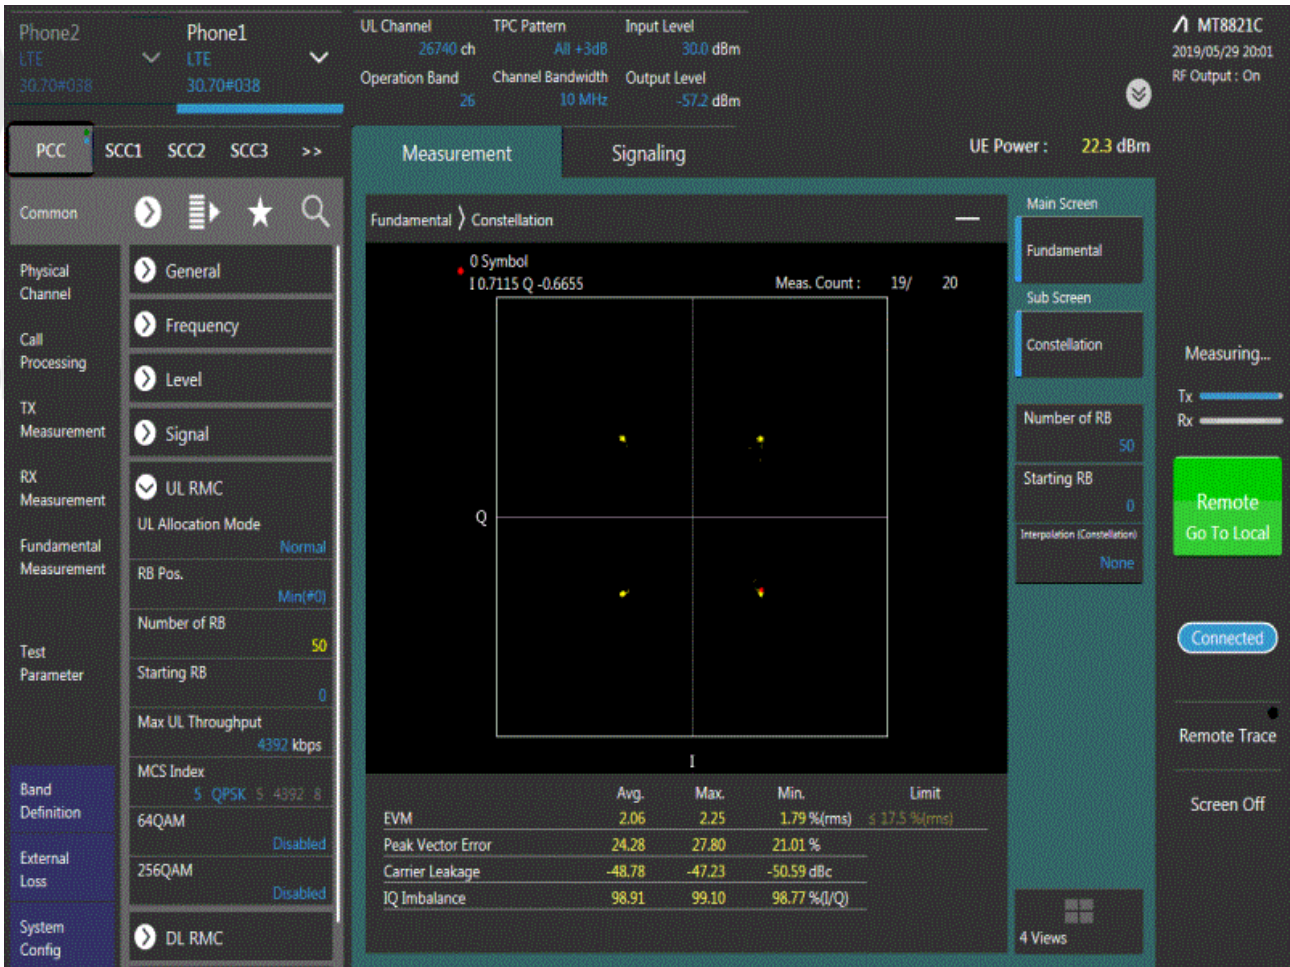 Phone2
LTE
30.70#038
Phone1
LTE
30.70#038
UL Channel
26740 ch
TPC Pattern
All +3dB
Input Level
30.0 dBm
Operation Band
26
Channel Bandwidth
10 MHz
Output Level
-57.2 dBm
MT8821C
2019/05/29 20:01
RF Output : On
PCC SCC1 SCC2 SCC3 >>
Measurement
Signaling
UE Power : 22.3 dBm
Common
Physical
Channel
Call
Processing
TX
Measurement
RX
Measurement
Fundamental
Measurement
Test
Parameter
Band
Definition
External
Loss
System
Config
General
Frequency
Level
Signal
UL RMC
UL Allocation Mode
Normal
RB Pos.
Min(#0)
Number of RB
50
Starting RB
0
Max UL Throughput
4392 kbps
MCS Index
5 QPSK 5 4392 8
64QAM
Disabled
256QAM
Disabled
DL RMC
Fundamental 〉 Constellation
0 Symbol
I 0.7115 Q -0.6655
Meas. Count : 19/ 20
Q
I
Avg. Max. Min. Limit
EVM 2.06 2.25 1.79 %(rms) ≤ 17.5 %(rms)
Peak Vector Error 24.28 27.80 21.01 %
Carrier Leakage -48.78 -47.23 -50.59 dBc
IQ Imbalance 98.91 99.10 98.77 %(I/Q)
Main Screen
Fundamental
Sub Screen
Constellation
Number of RB
50
Starting RB
0
Interpolation (Constellation)
None
4 Views
Measuring...
Tx
Rx
Remote
Go To Local
Connected
Remote Trace
Screen Off